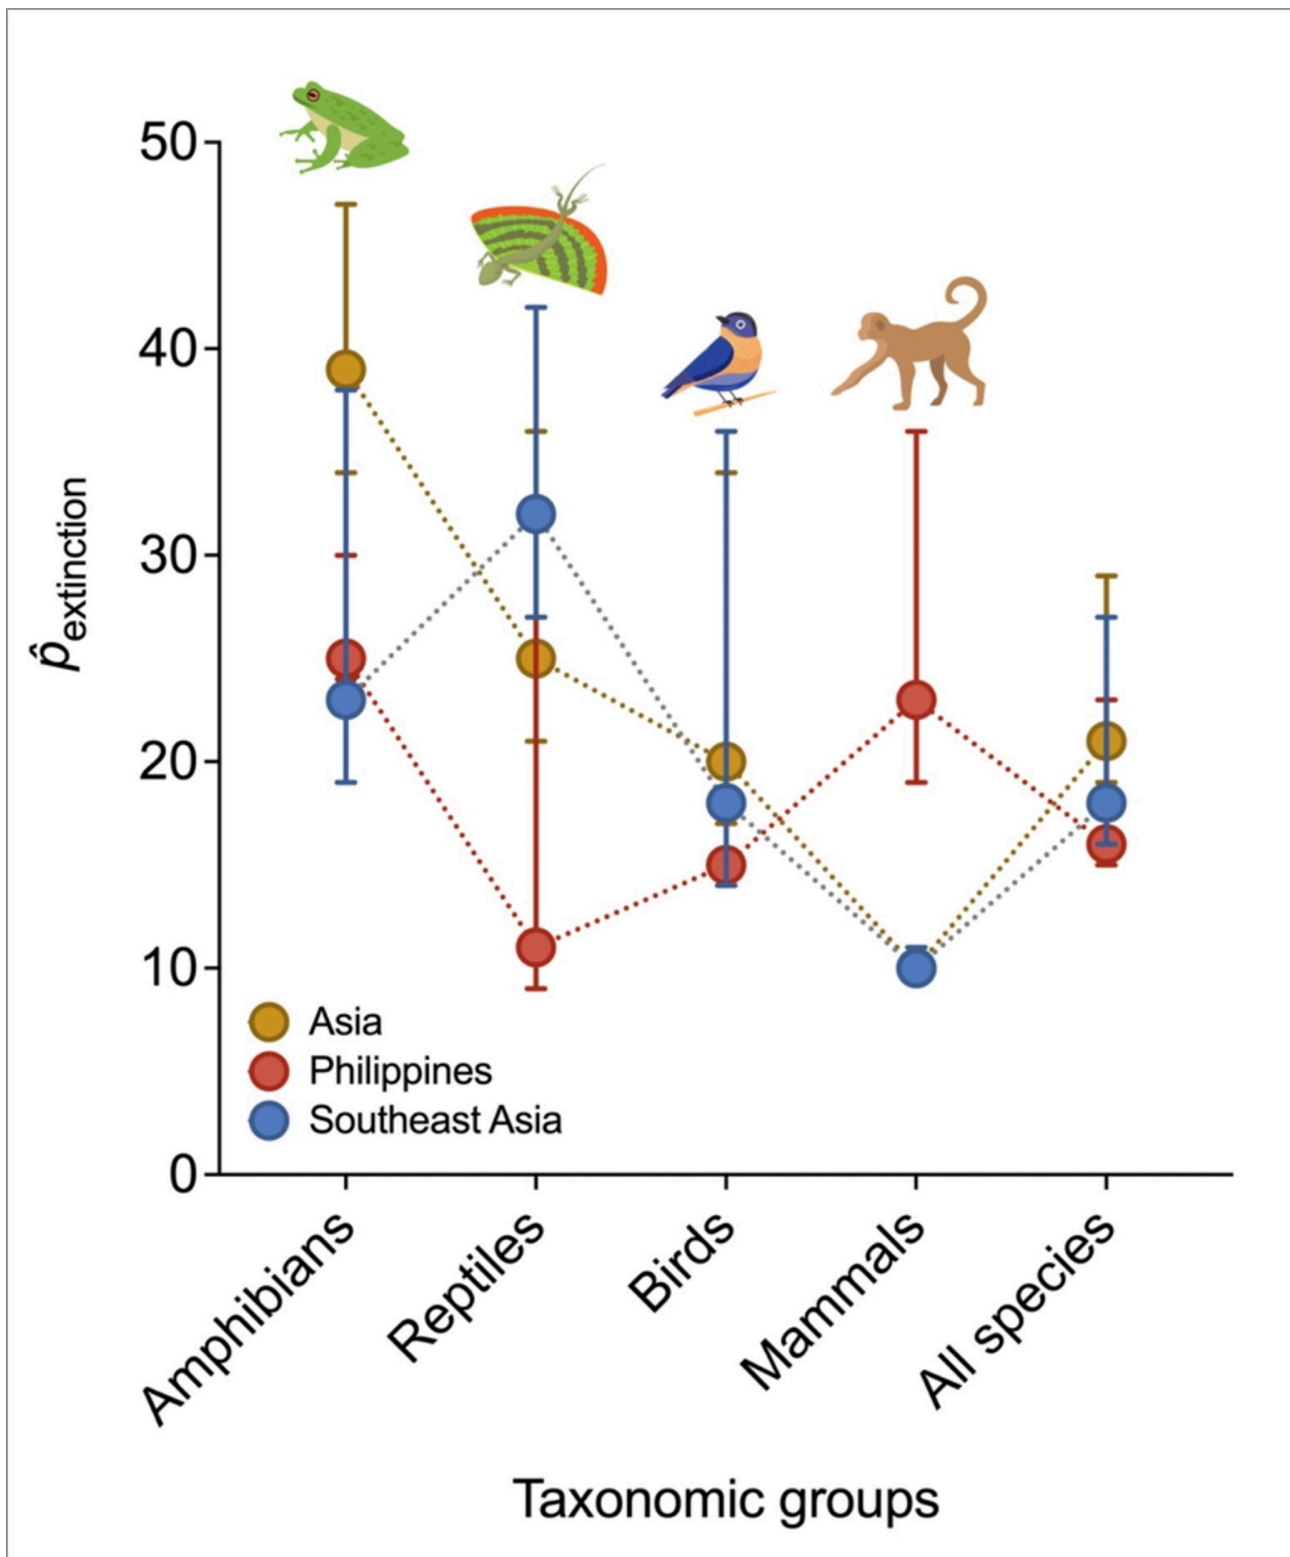 50
40
30
20
10
0
p̂extinction
Asia
Philippines
Southeast Asia
Amphibians
Reptiles
Birds
Mammals
All species
Taxonomic groups